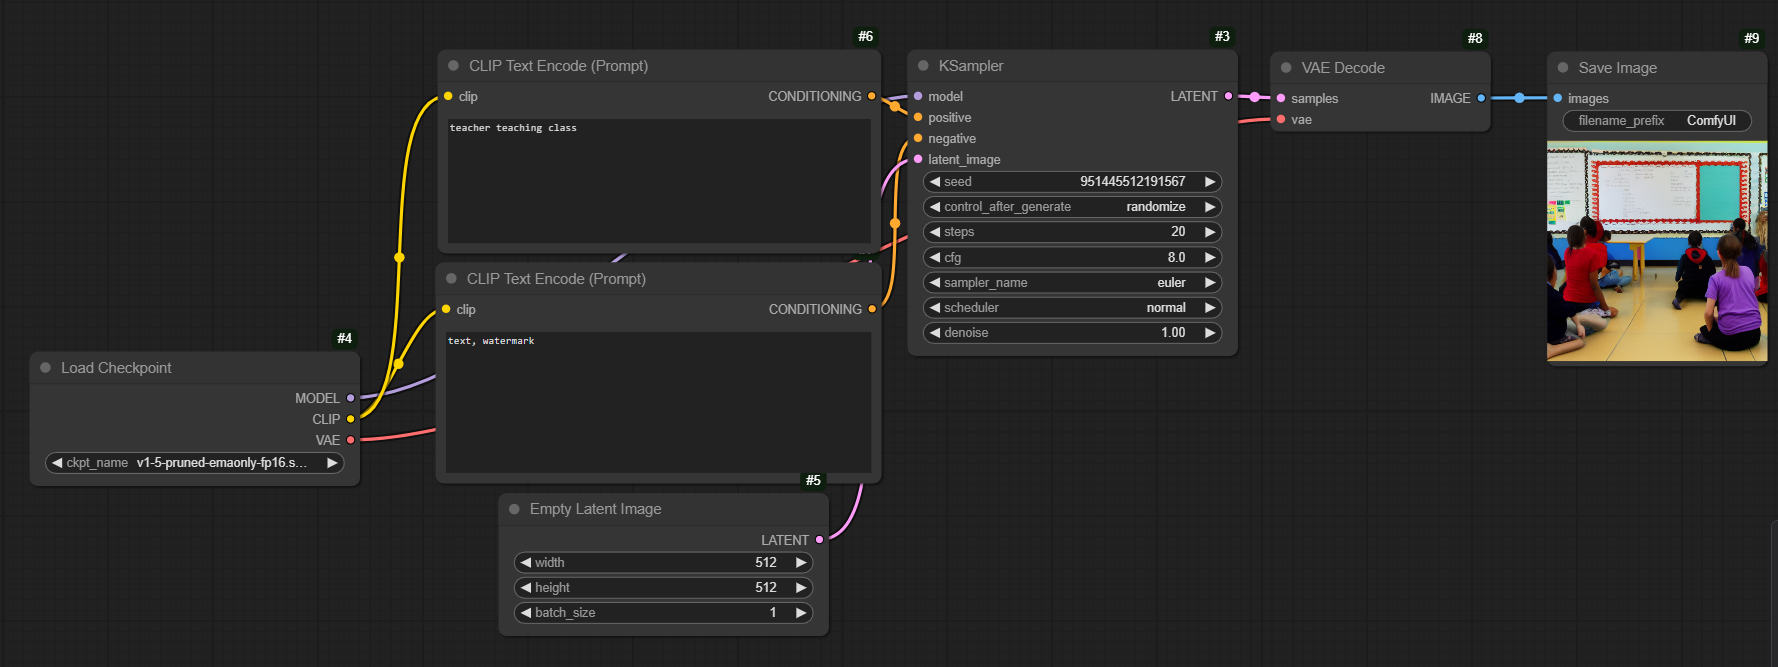 #6
CLIP Text Encode (Prompt)
clip
CONDITIONING
teacher teaching class
CLIP Text Encode (Prompt)
clip
CONDITIONING
text, watermark
#4
Load Checkpoint
MODEL
CLIP
VAE
ckpt_name v1-5-pruned-emaonly-fp16.s...
#5
Empty Latent Image
LATENT
width 512
height 512
batch_size 1
#3
KSampler
model
LATENT
positive
negative
latent_image
seed 951445512191567
control_after_generate randomize
steps 20
cfg 8.0
sampler_name euler
scheduler normal
denoise 1.00
#8
VAE Decode
samples
IMAGE
vae
#9
Save Image
images
filename_prefix ComfyUI